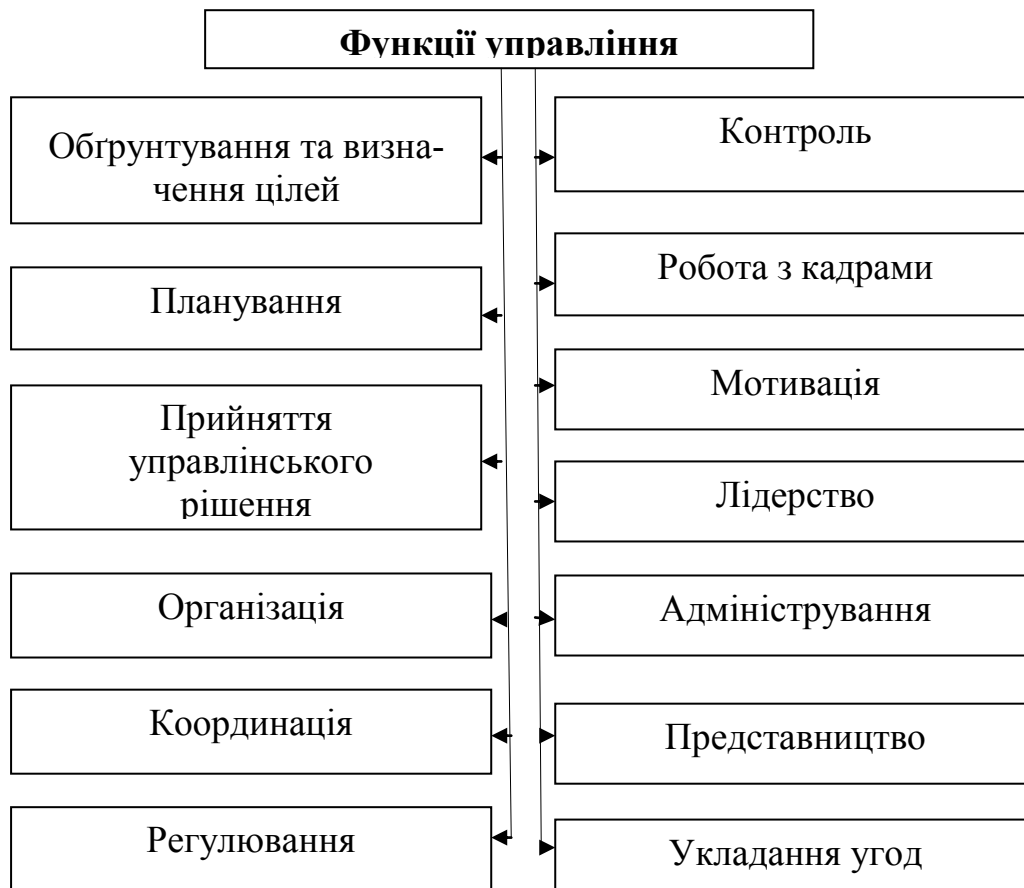 Функції управління
Обґрунтування та визна-
чення цілей
Планування
Прийняття
управлінського
рішення
Організація
Координація
Регулювання
Контроль
Робота з кадрами
Мотивація
Лідерство
Адміністрування
Представництво
Укладання угод